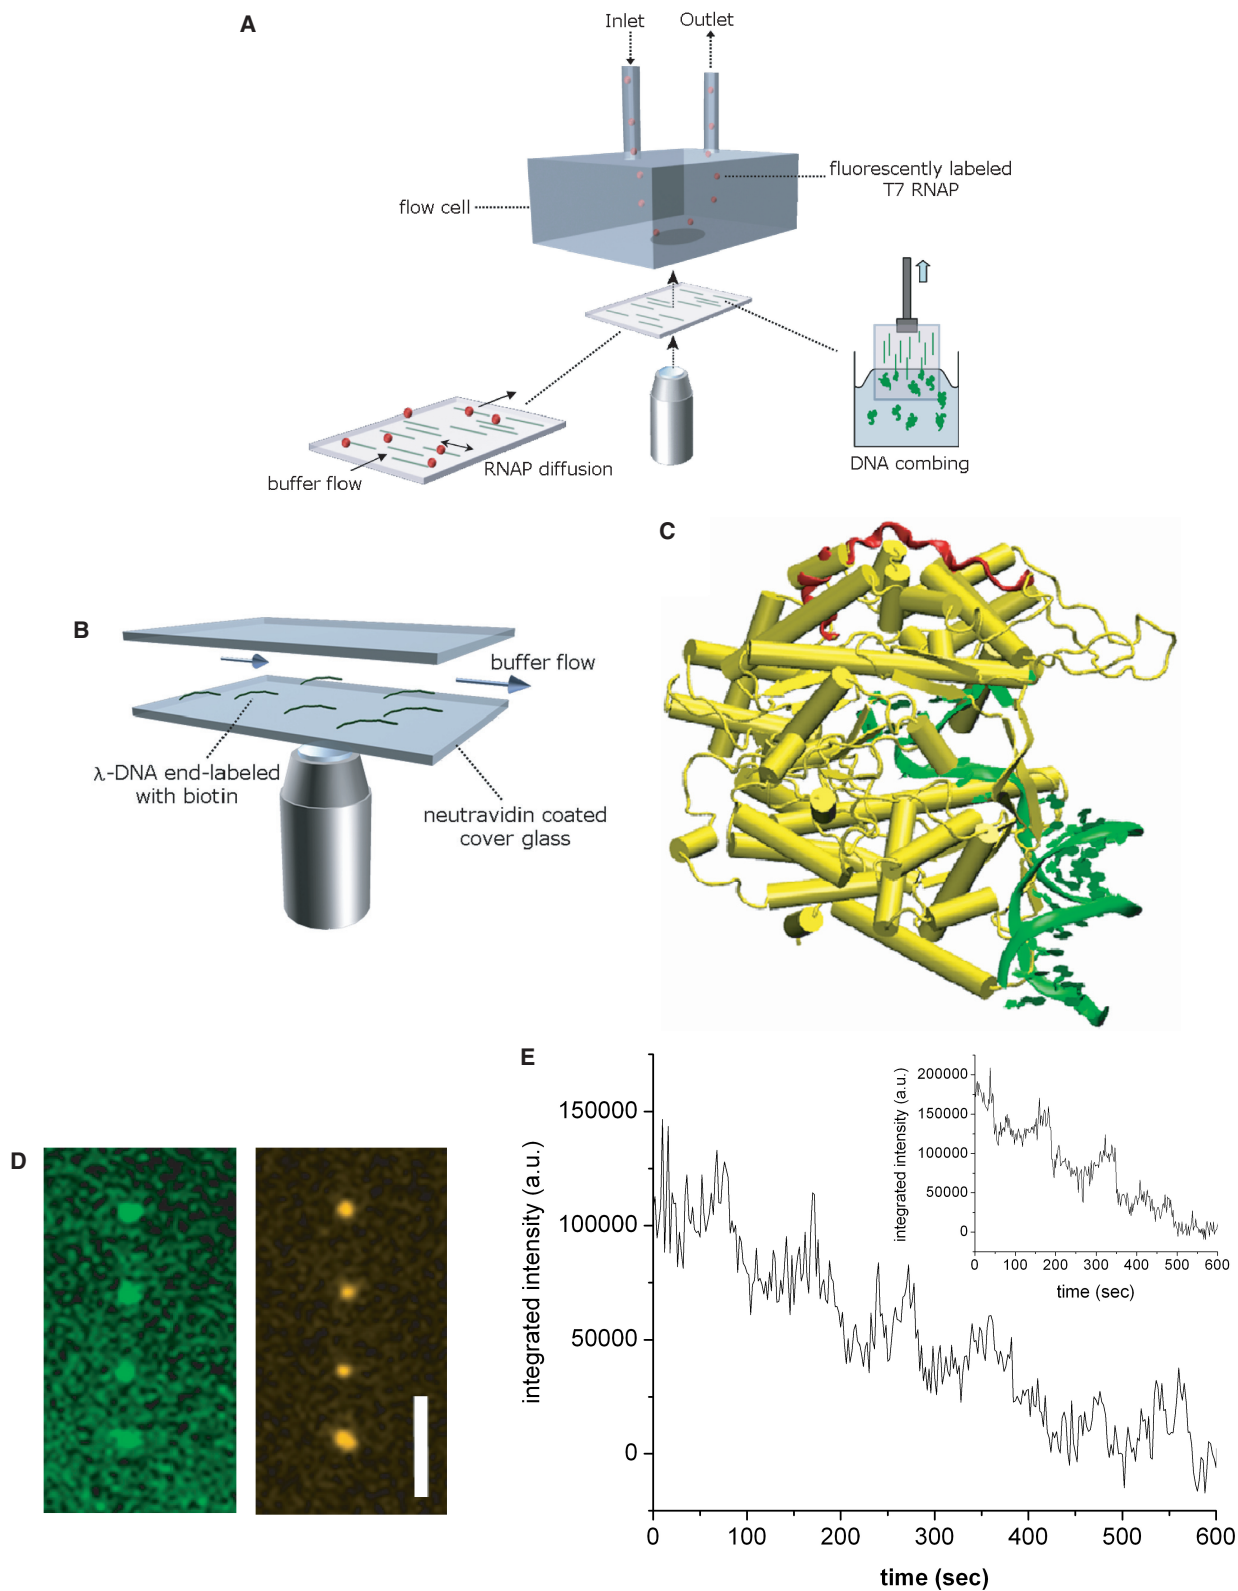 A
Inlet
Outlet
fluorescently labeled
T7 RNAP
flow cell
RNAP diffusion
buffer flow
DNA combing
B
buffer flow
λ-DNA end-labeled
with biotin
neutravidin coated
cover glass
C
D
E
integrated intensity (a.u.)
150000
100000
50000
0
0 100 200 300 400 500 600
time (sec)
integrated intensity (a.u.)
200000
150000
100000
50000
0
0 100 200 300 400 500 600
time (sec)